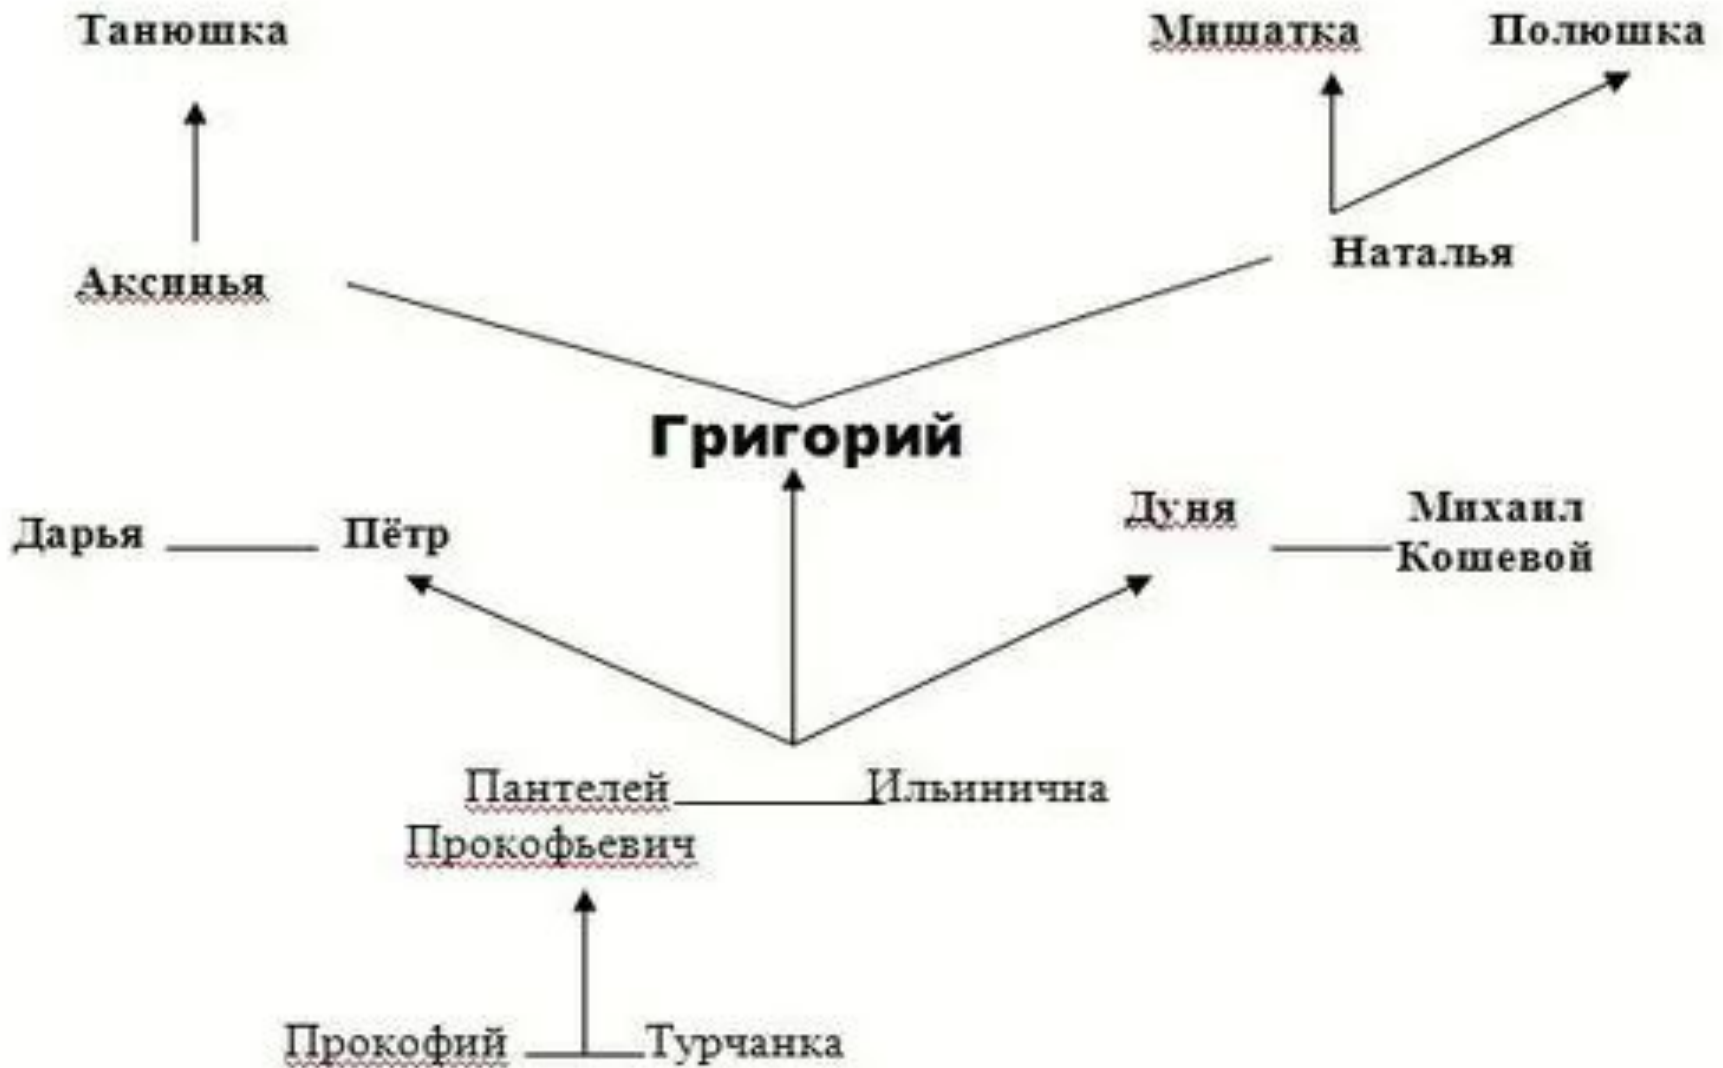 Танюшка
Мишатка
Полюшка
Аксинья
Наталья
Григорий
Дарья
Пётр
Дуня
Михаил
Кошевой
Пантелей
Ильинична
Прокофьевич
Прокофий
Турчанка